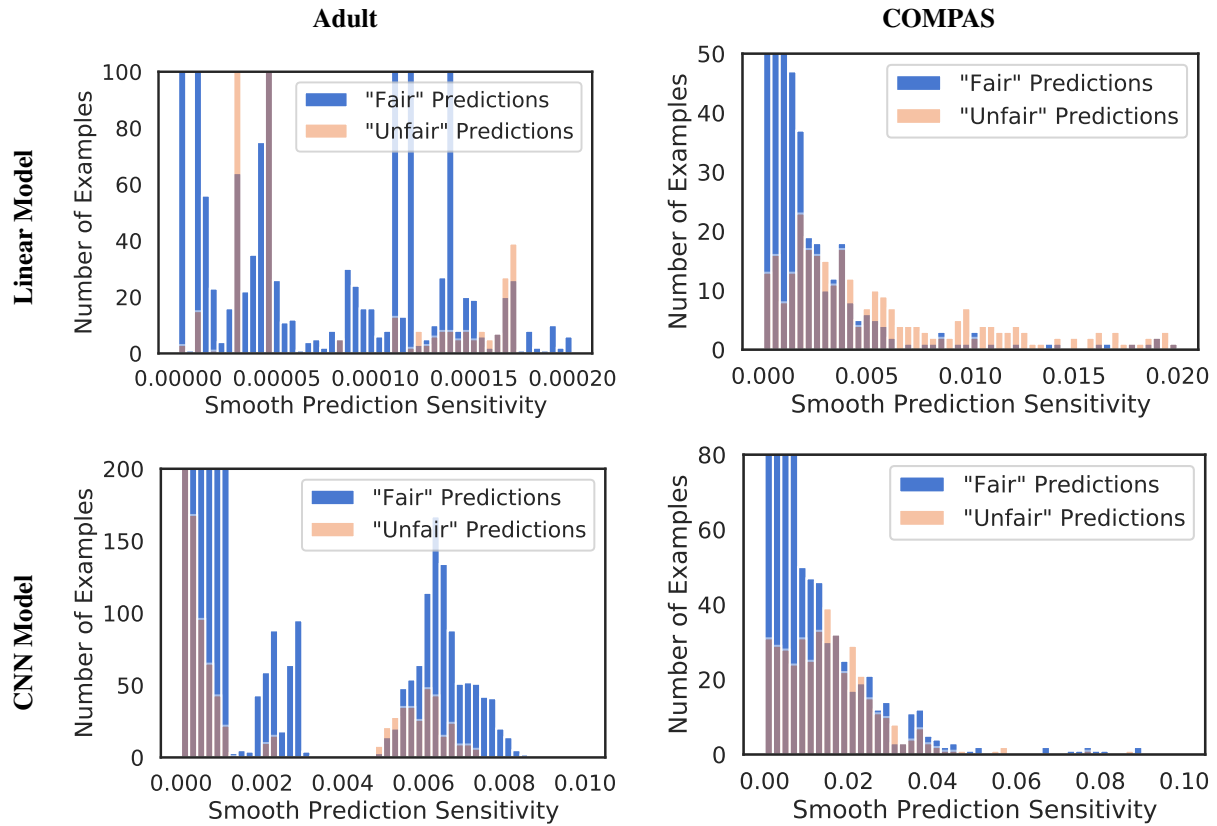 Adult
COMPAS
Linear Model
Number of Examples
100
80
60
40
20
0
"Fair" Predictions
"Unfair" Predictions
0.00000 0.00005 0.00010 0.00015 0.00020
Smooth Prediction Sensitivity
Number of Examples
50
40
30
20
10
0
"Fair" Predictions
"Unfair" Predictions
0.000 0.005 0.010 0.015 0.020
Smooth Prediction Sensitivity
CNN Model
Number of Examples
200
150
100
50
0
"Fair" Predictions
"Unfair" Predictions
0.000 0.002 0.004 0.006 0.008 0.010
Smooth Prediction Sensitivity
Number of Examples
80
60
40
20
0
"Fair" Predictions
"Unfair" Predictions
0.00 0.02 0.04 0.06 0.08 0.10
Smooth Prediction Sensitivity